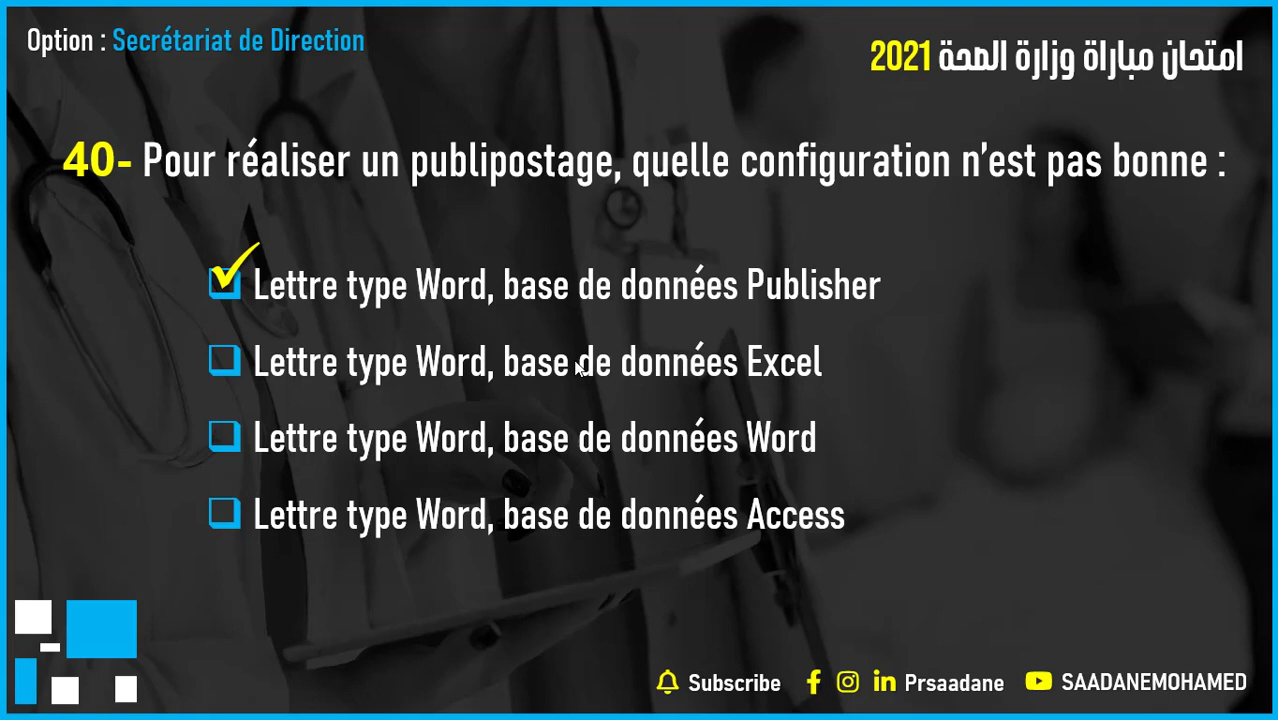 Option : Secrétariat de Direction
امتحان مباراة وزارة الصحة 2021
40- Pour réaliser un publipostage, quelle configuration n’est pas bonne :
Lettre type Word, base de données Publisher
Lettre type Word, base de données Excel
Lettre type Word, base de données Word
Lettre type Word, base de données Access
Subscribe Prsaadane SAADANEMOHAMED